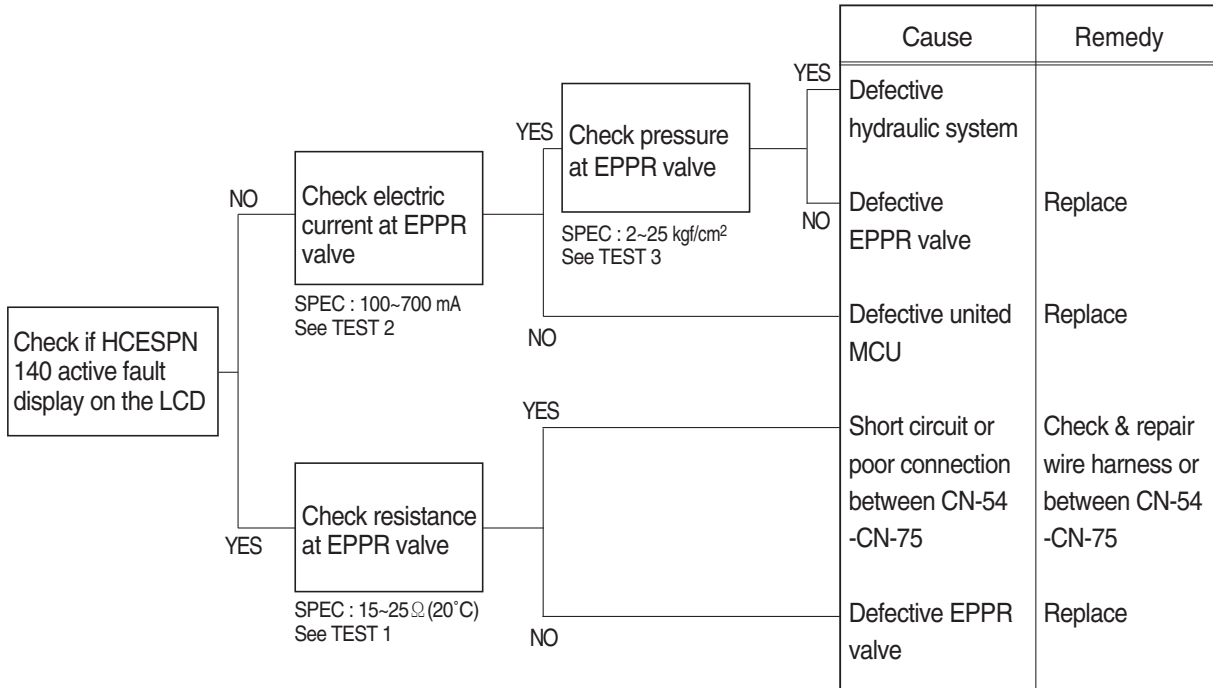 Check if HCESPN
140 active fault
display on the LCD
NO
YES
Check electric
current at EPPR
valve
SPEC : 100~700 mA
See TEST 2
Check resistance
at EPPR valve
SPEC : 15~25Ω(20°C)
See TEST 1
YES
NO
Check pressure
at EPPR valve
SPEC : 2~25 kgf/cm²
See TEST 3
YES
NO
YES
NO
Cause
Remedy
Defective
hydraulic system
Defective
EPPR valve
Replace
Defective united
MCU
Replace
Short circuit or
poor connection
between CN-54
-CN-75
Check & repair
wire harness or
between CN-54
-CN-75
Defective EPPR
valve
Replace